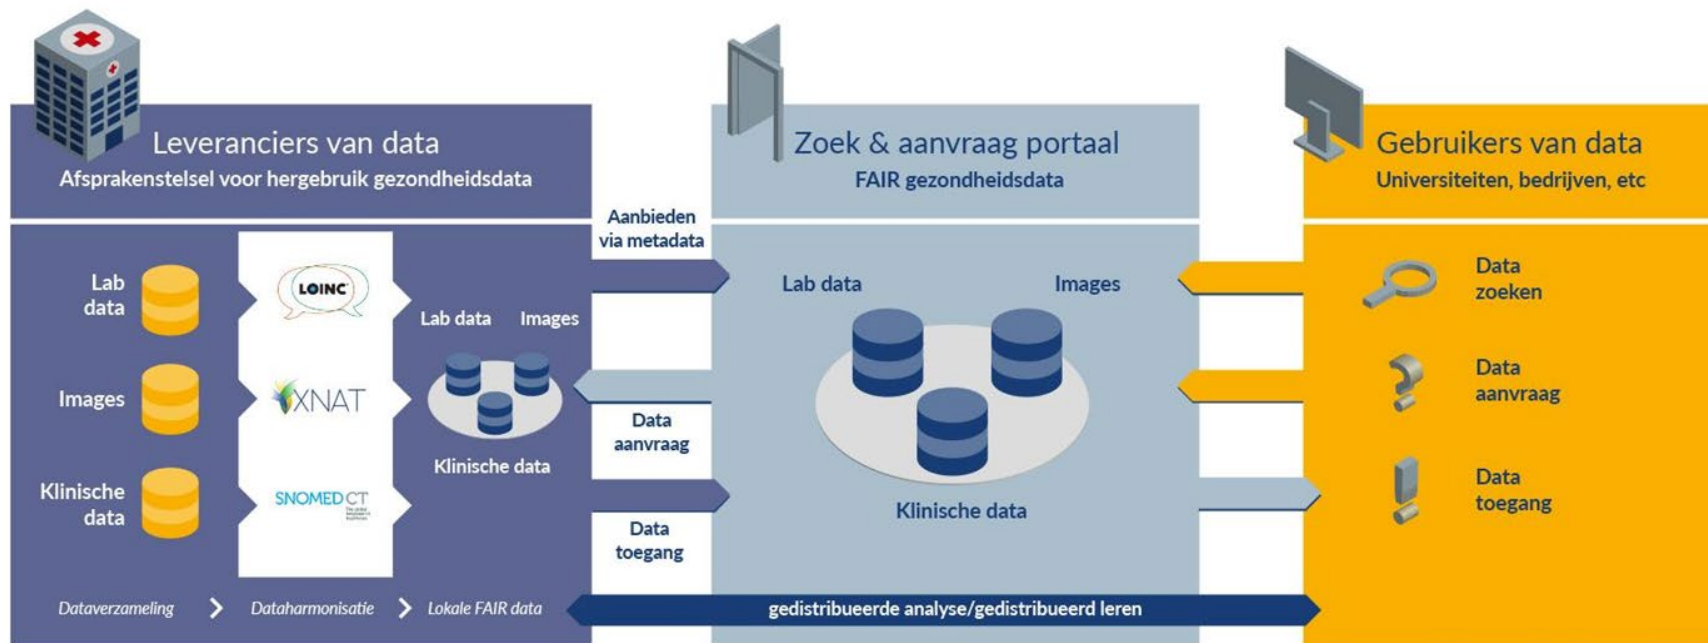 Leveranciers van data
Afsprakenstelsel voor hergebruik gezondheidsdata
Lab
data
Images
Klinische
data
LOINC
XNAT
SNOMED CT
Lab data
Images
Klinische data
Dataverzameling
Dataharmonisatie
Lokale FAIR data
Aanbieden
via metadata
Data
aanvraag
Data
toegang
Zoek & aanvraag portaal
FAIR gezondheidsdata
Lab data
Images
Klinische data
gedistribueerde analyse/gedistribueerd leren
Gebruikers van data
Universiteiten, bedrijven, etc
Data
zoeken
Data
aanvraag
Data
toegang